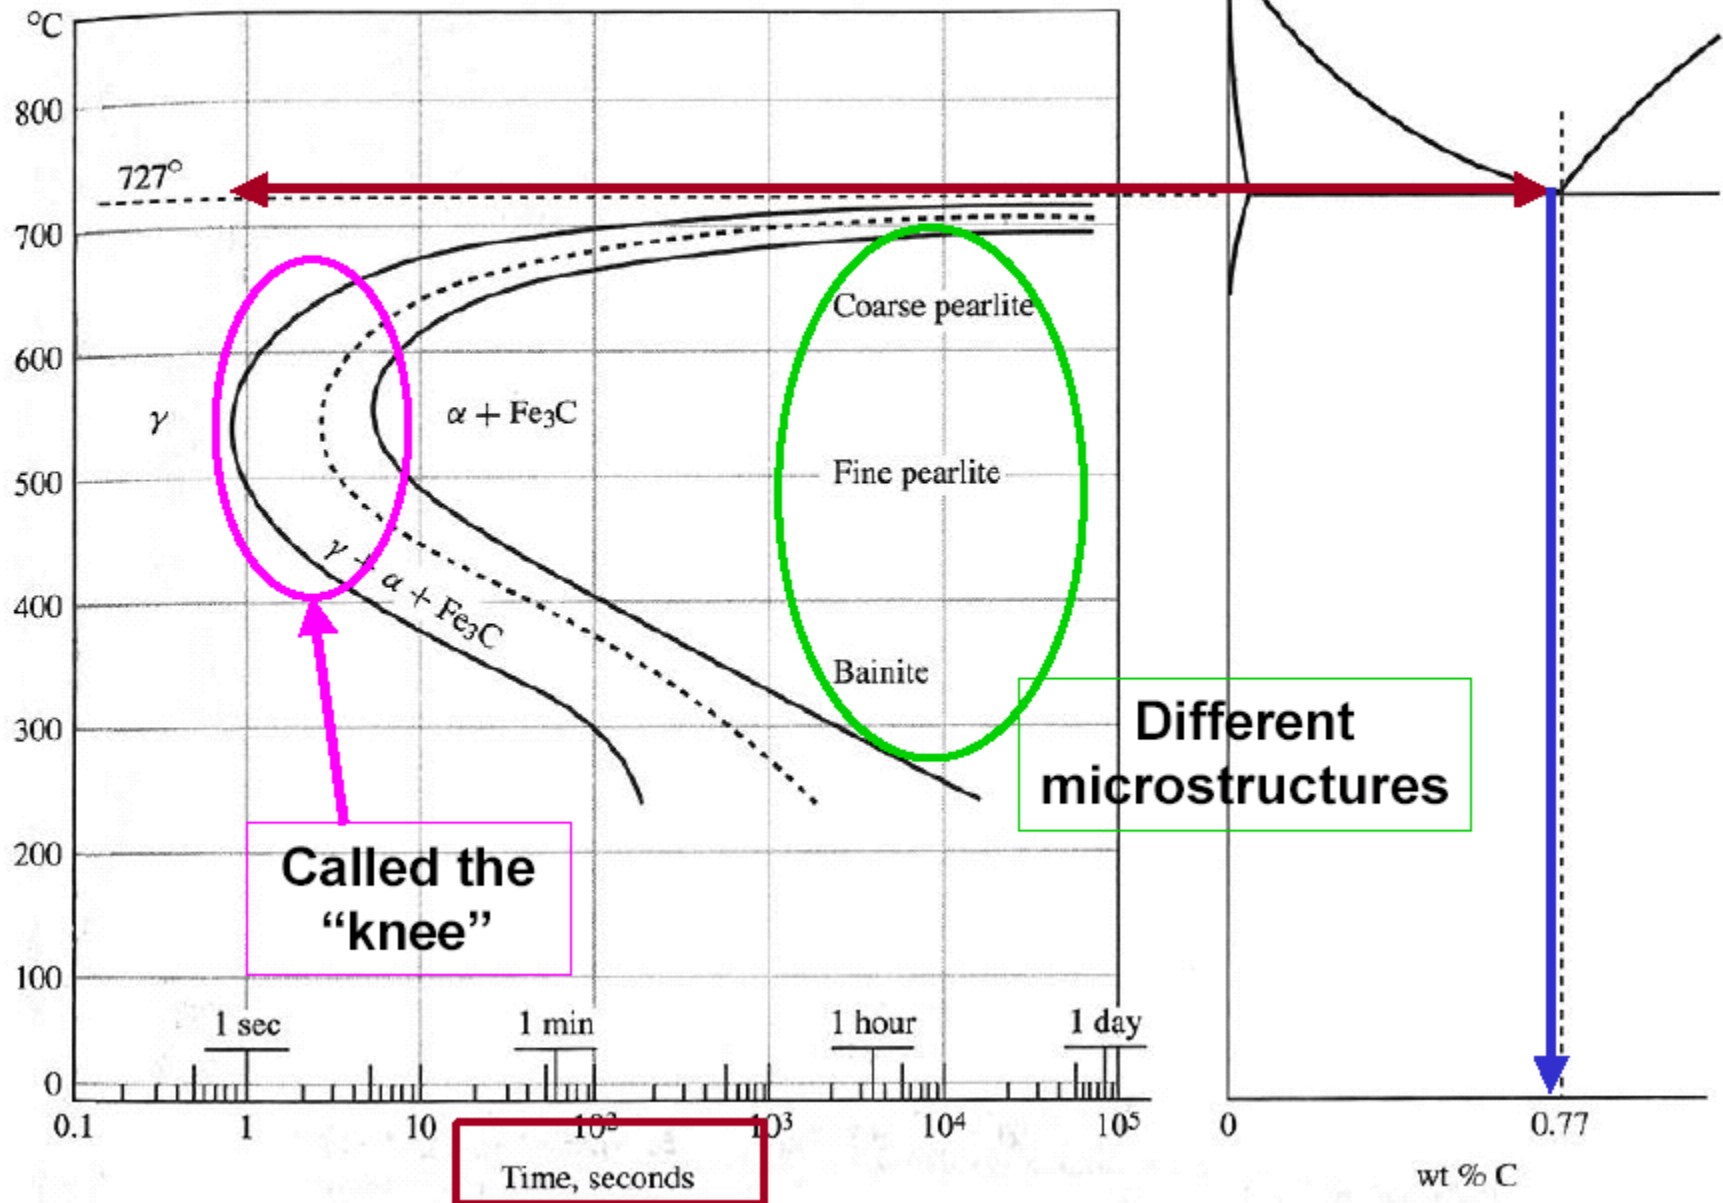 °C
800
727°
700
600
500
400
300
200
100
0
γ
α + Fe₃C
γ + α + Fe₃C
Coarse pearlite
Fine pearlite
Bainite
Different
microstructures
Called the
“knee”
1 sec
1 min
1 hour
1 day
0.1
1
10
10²
10³
10⁴
10⁵
Time, seconds
0
0.77
wt % C